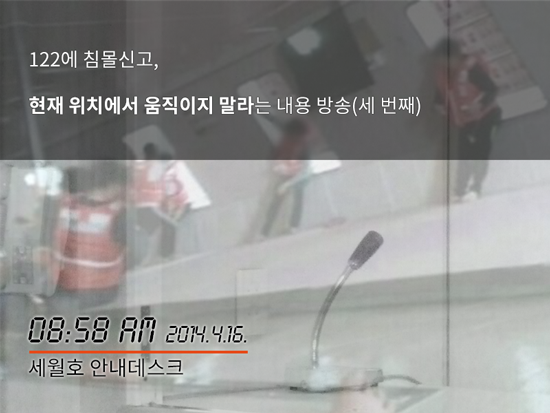 122에 침몰신고,
현재 위치에서 움직이지 말라는 내용 방송(세 번째)
08:58 AM 2014.4.16.
세월호 안내데스크